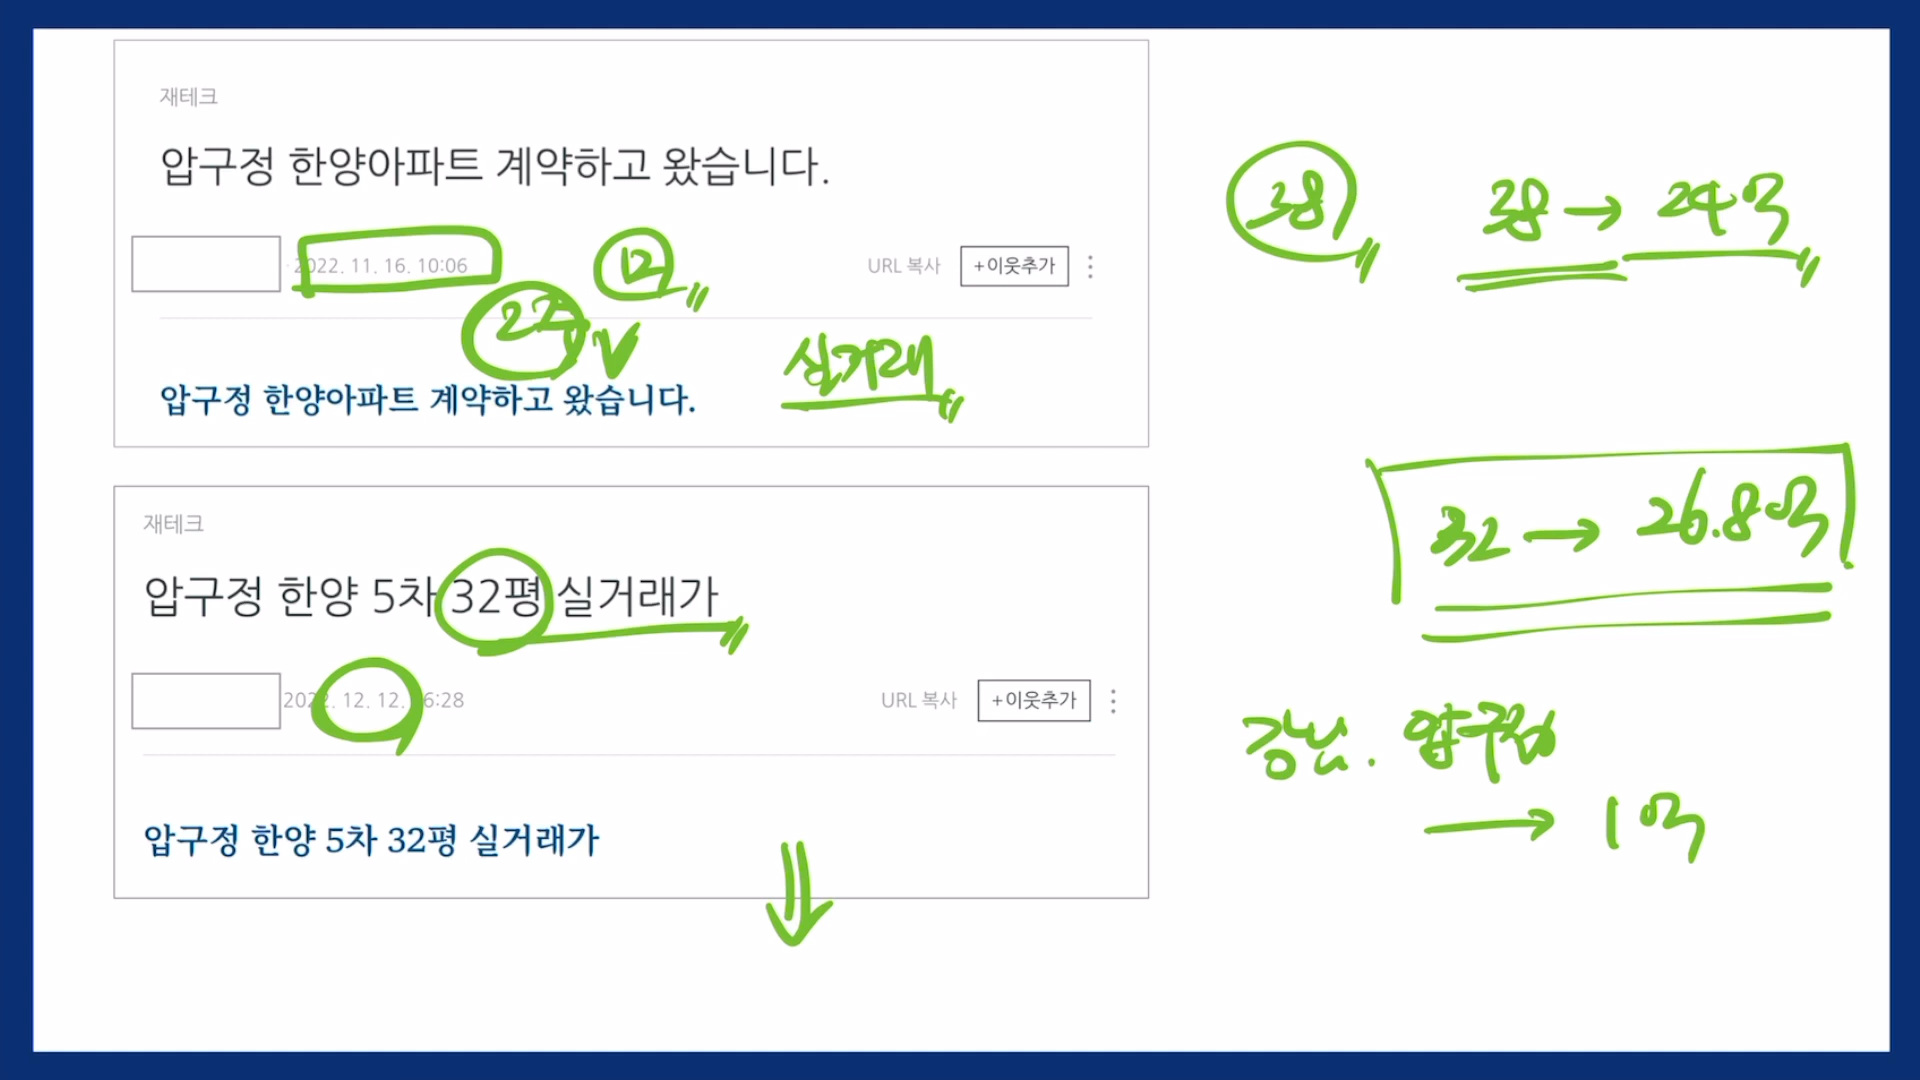 재테크
압구정 한양아파트 계약하고 왔습니다.
2022. 11. 16. 10:06
URL 복사
+이웃추가
12
압구정 한양아파트 계약하고 왔습니다.
실거래
38
38 → 24억
재테크
압구정 한양 5차 32평 실거래가
2022. 12. 12. 6:28
URL 복사
+이웃추가
압구정 한양 5차 32평 실거래가
32 → 26.8억
강남. 압구정
→ 1억